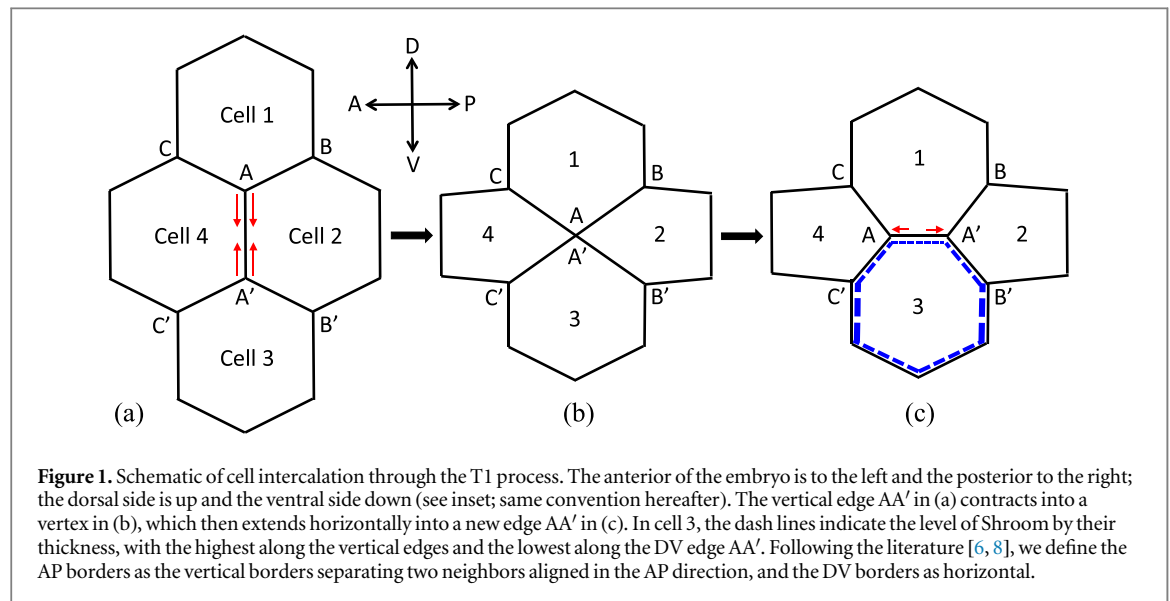 D
A P
V
Cell 1
C B
A
Cell 4 Cell 2
A′
C′ B′
Cell 3
(a)
1
C B
A
4 2
A′
C′ B′
3
(b)
1
C B
4 A A′ 2
C′ B′
3
(c)
Figure 1. Schematic of cell intercalation through the T1 process. The anterior of the embryo is to the left and the posterior to the right;
the dorsal side is up and the ventral side down (see inset; same convention hereafter). The vertical edge AA′ in (a) contracts into a
vertex in (b), which then extends horizontally into a new edge AA′ in (c). In cell 3, the dash lines indicate the level of Shroom by their
thickness, with the highest along the vertical edges and the lowest along the DV edge AA′. Following the literature [6, 8], we define the
AP borders as the vertical borders separating two neighbors aligned in the AP direction, and the DV borders as horizontal.